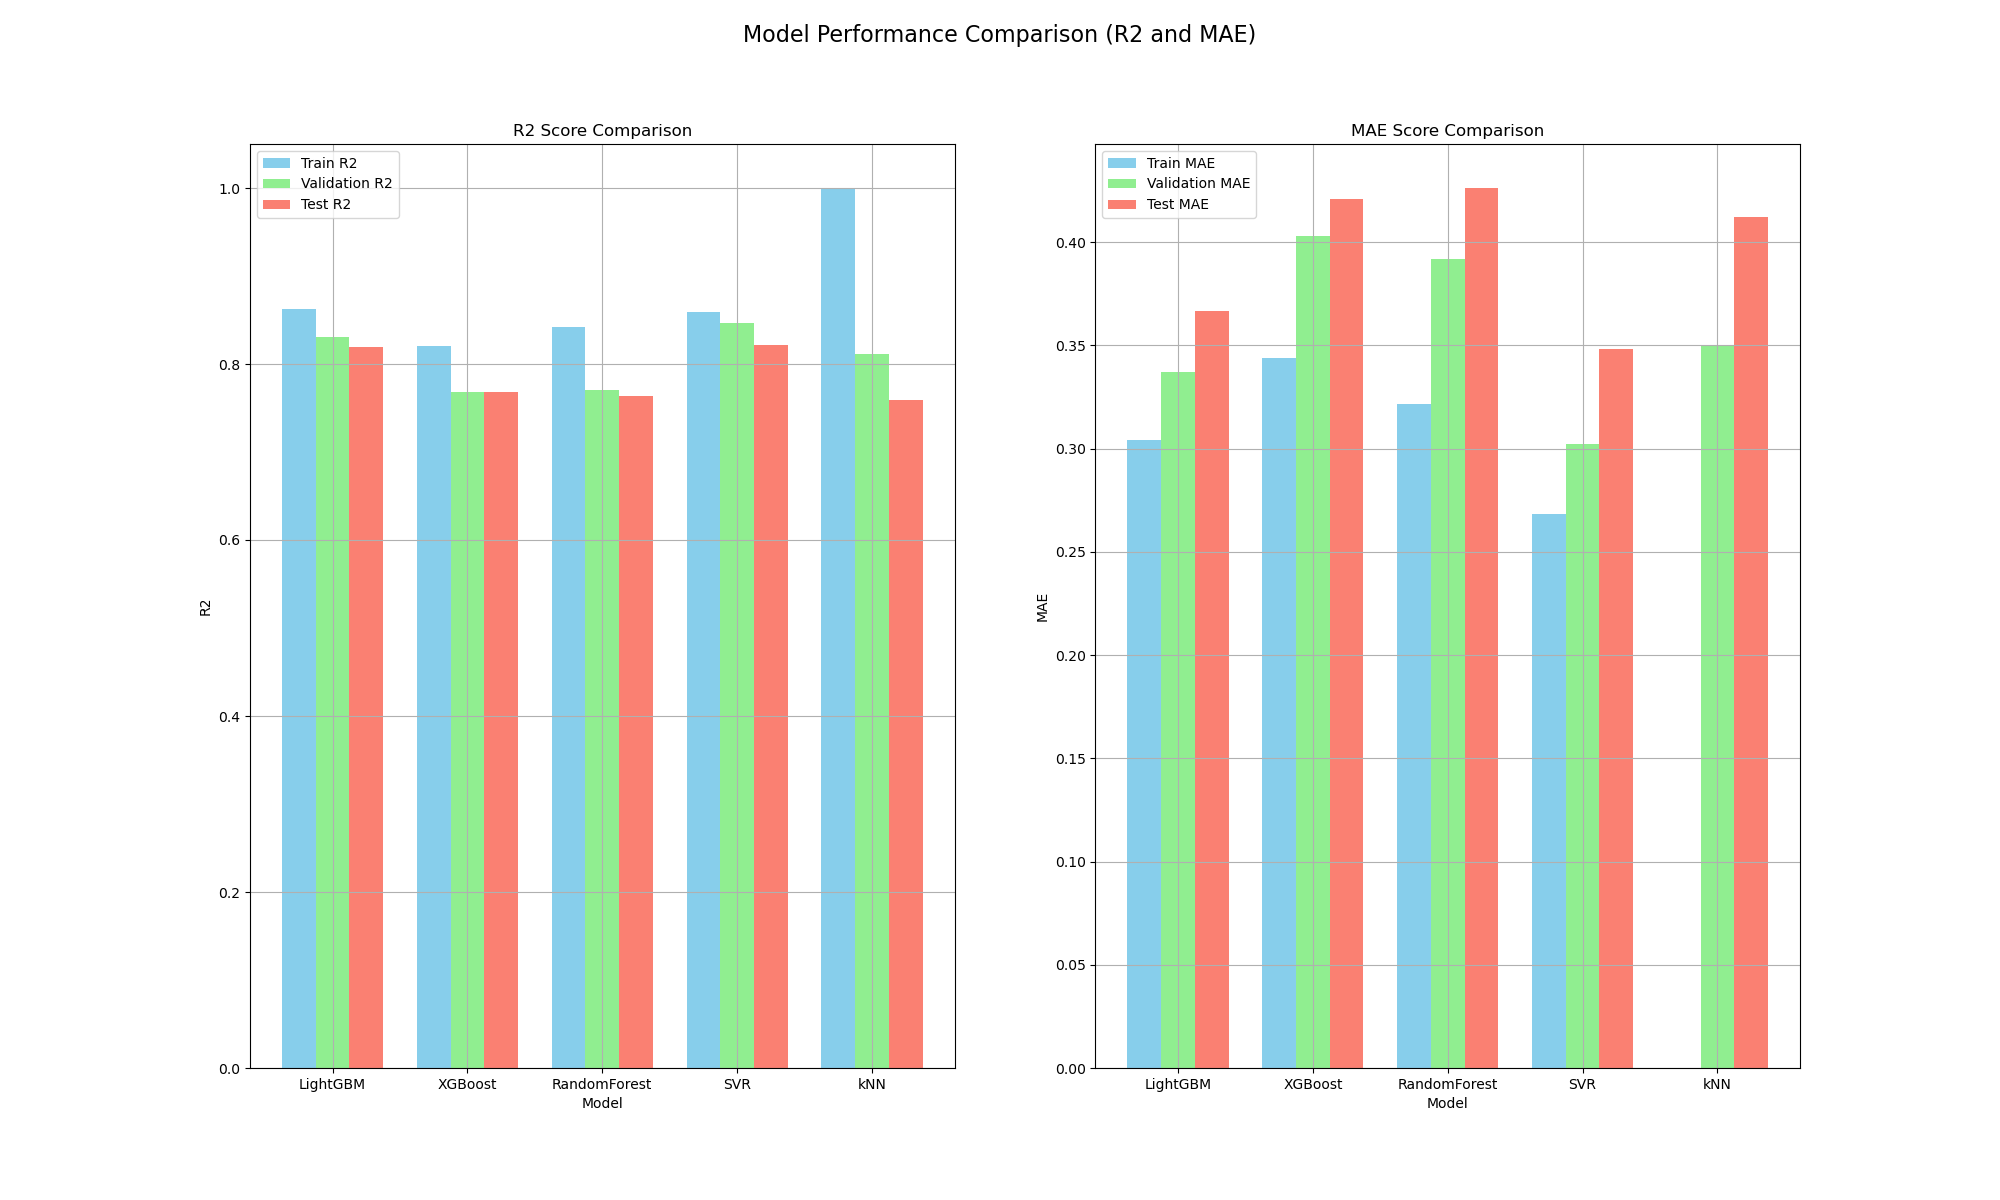 Model Performance Comparison (R2 and MAE)
R2 Score Comparison
Train R2
Validation R2
Test R2
1.0
0.8
0.6
0.4
0.2
0.0
R2
LightGBM XGBoost RandomForest SVR kNN
Model
MAE Score Comparison
Train MAE
Validation MAE
Test MAE
0.40
0.35
0.30
0.25
0.20
0.15
0.10
0.05
0.00
MAE
LightGBM XGBoost RandomForest SVR kNN
Model